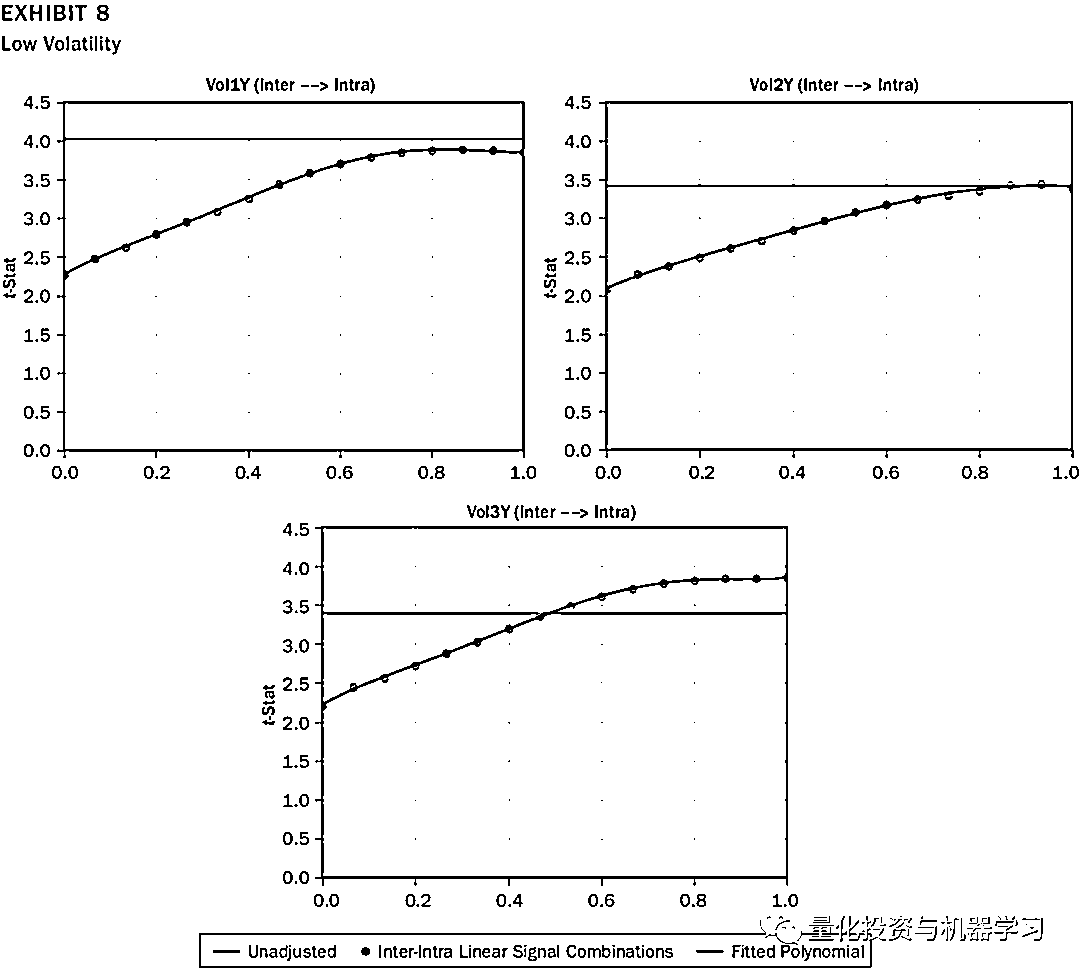 EXHIBIT 8
Low Volatility
Vol1Y (Inter --> Intra)
4.5
4.0
3.5
3.0
2.5
2.0
1.5
1.0
0.5
0.0
t-Stat
0.0 0.2 0.4 0.6 0.8 1.0
Vol2Y (Inter --> Intra)
4.5
4.0
3.5
3.0
2.5
2.0
1.5
1.0
0.5
0.0
t-Stat
0.0 0.2 0.4 0.6 0.8 1.0
Vol3Y (Inter --> Intra)
4.5
4.0
3.5
3.0
2.5
2.0
1.5
1.0
0.5
0.0
t-Stat
0.0 0.2 0.4 0.6 0.8 1.0
量化投资与机器学习
Unadjusted Inter-Intra Linear Signal Combinations Fitted Polynomial